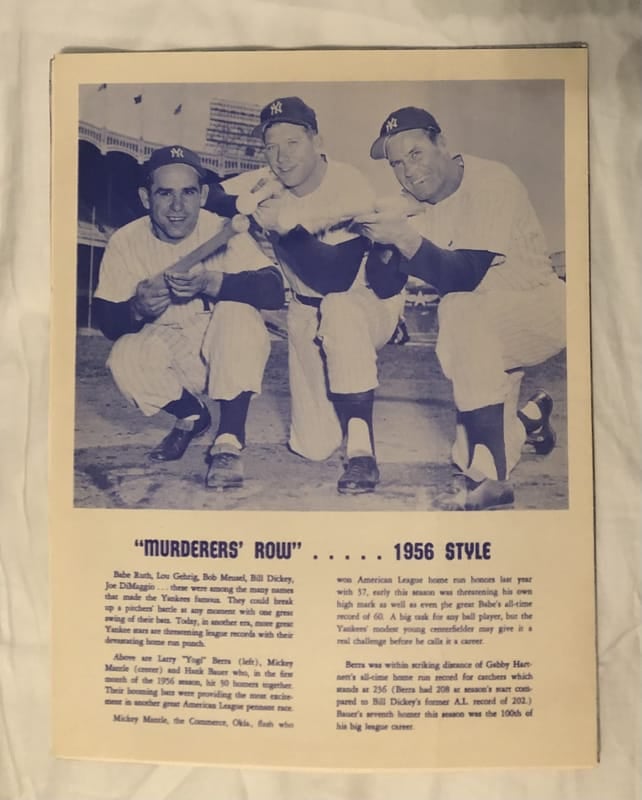 "MURDERERS' ROW" . . . . . 1956 STYLE
Babe Ruth, Lou Gehrig, Bob Meusel, Bill Dickey,
Joe DiMaggio . . . these were among the many names
that made the Yankees famous. They could break
up a pitchers' battle at any moment with one great
swing of their bats. Today, in another era, more great
Yankee stars are threatening league records with their
devastating home run punch.
Above are Larry "Yogi" Berra (left), Mickey
Mantle (center) and Hank Bauer who, in the first
month of the 1956 season, hit 30 homers together.
Their booming bats were providing the most excite-
ment in another great American League pennant race.
Mickey Mantle, the Commerce, Okla., flash who
won American League home run honors last year
with 37, early this season was threatening his own
high mark as well as even the great Babe's all-time
record of 60. A big task for any ball player, but the
Yankees' modest young centerfielder may give it a
real challenge before he calls it a career.
Berra was within striking distance of Gabby Hart-
nett's all-time home run record for catchers which
stands at 236 (Berra had 208 at season's start com-
pared to Bill Dickey's former A.L. record of 202.)
Bauer's seventh homer this season was the 100th of
his big league career.